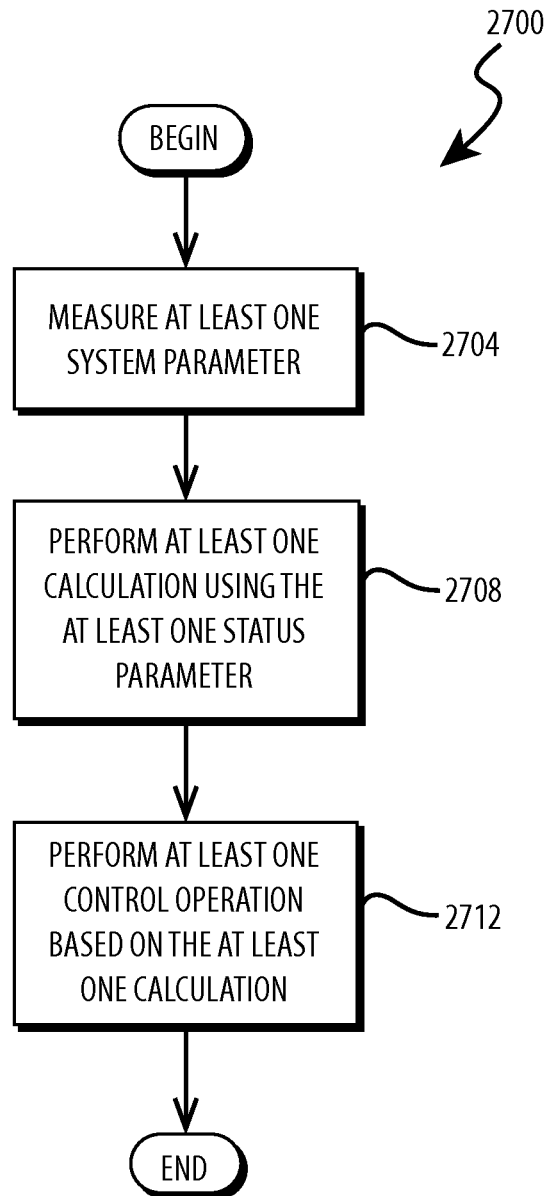 2700
BEGIN
MEASURE AT LEAST ONE
SYSTEM PARAMETER
2704
PERFORM AT LEAST ONE
CALCULATION USING THE
AT LEAST ONE STATUS
PARAMETER
2708
PERFORM AT LEAST ONE
CONTROL OPERATION
BASED ON THE AT LEAST
ONE CALCULATION
2712
END